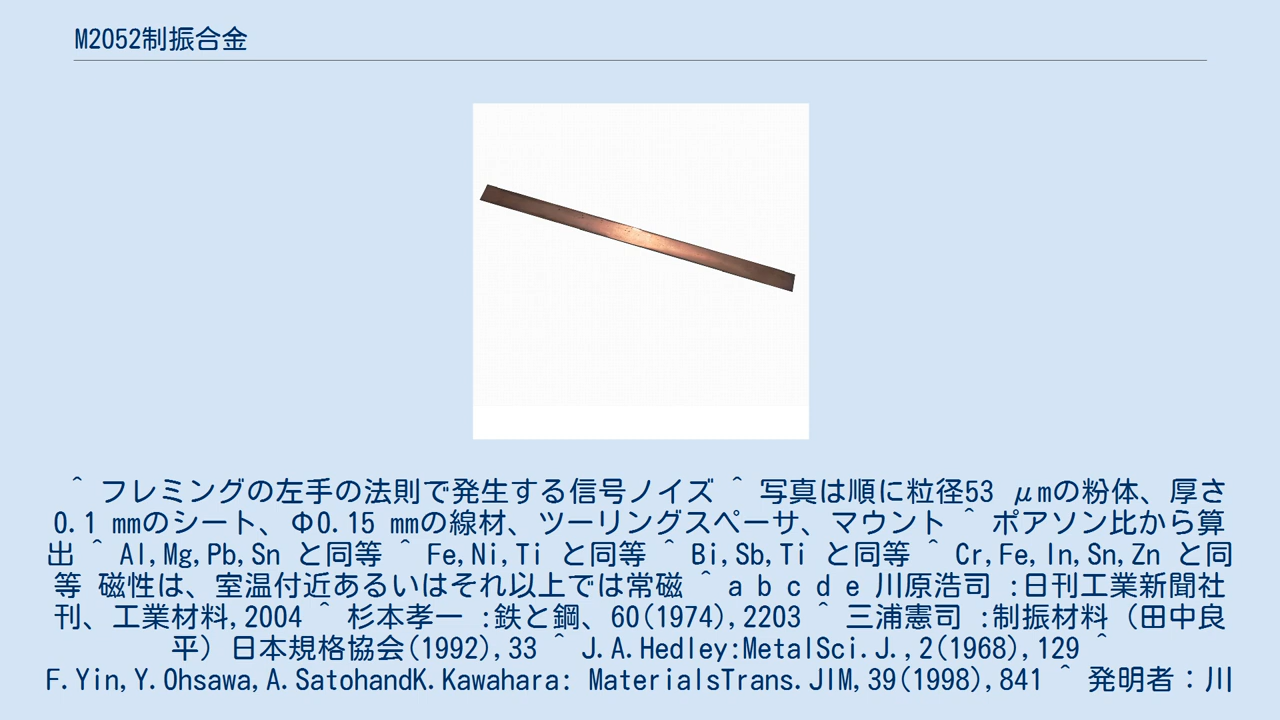 M2052制振合金
^ フレミングの左手の法則で発生する信号ノイズ ^ 写真は順に粒径53 μmの粉体、厚さ
0.1 mmのシート、Φ0.15 mmの線材、ツーリングスペーサ、マウント ^ ポアソン比から算
出 ^ Al,Mg,Pb,Sn と同等 ^ Fe,Ni,Ti と同等 ^ Bi,Sb,Ti と同等 ^ Cr,Fe,In,Sn,Zn と同
等 磁性は、室温付近あるいはそれ以上では常磁 ^ a b c d e 川原浩司 :日刊工業新聞社
刊、工業材料,2004 ^ 杉本孝一 :鉄と鋼、60(1974),2203 ^ 三浦憲司 :制振材料（田中良
平）日本規格協会(1992),33 ^ J.A.Hedley:MetalSci.J.,2(1968),129 ^
F.Yin,Y.Ohsawa,A.SatohandK.Kawahara: MaterialsTrans.JIM,39(1998),841 ^ 発明者：川